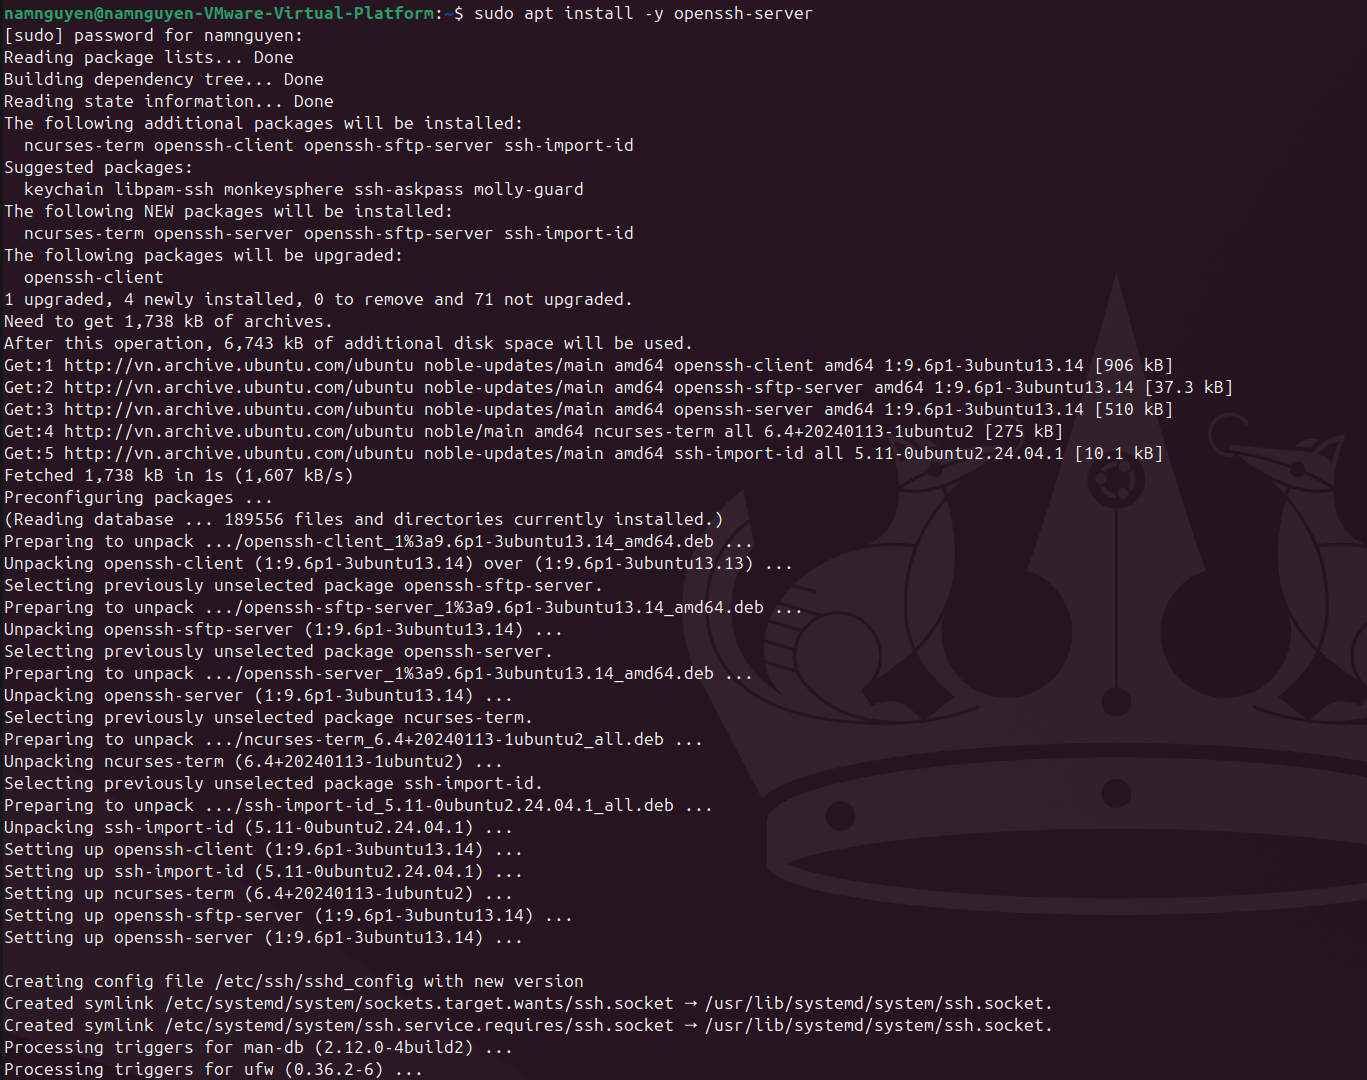 namnguyen@namnguyen-VMware-Virtual-Platform:~$ sudo apt install -y openssh-server
[sudo] password for namnguyen:
Reading package lists... Done
Building dependency tree... Done
Reading state information... Done
The following additional packages will be installed:
  ncurses-term openssh-client openssh-sftp-server ssh-import-id
Suggested packages:
  keychain libpam-ssh monkeysphere ssh-askpass molly-guard
The following NEW packages will be installed:
  ncurses-term openssh-server openssh-sftp-server ssh-import-id
The following packages will be upgraded:
  openssh-client
1 upgraded, 4 newly installed, 0 to remove and 71 not upgraded.
Need to get 1,738 kB of archives.
After this operation, 6,743 kB of additional disk space will be used.
Get:1 http://vn.archive.ubuntu.com/ubuntu noble-updates/main amd64 openssh-client amd64 1:9.6p1-3ubuntu13.14 [906 kB]
Get:2 http://vn.archive.ubuntu.com/ubuntu noble-updates/main amd64 openssh-sftp-server amd64 1:9.6p1-3ubuntu13.14 [37.3 kB]
Get:3 http://vn.archive.ubuntu.com/ubuntu noble-updates/main amd64 openssh-server amd64 1:9.6p1-3ubuntu13.14 [510 kB]
Get:4 http://vn.archive.ubuntu.com/ubuntu noble/main amd64 ncurses-term all 6.4+20240113-1ubuntu2 [275 kB]
Get:5 http://vn.archive.ubuntu.com/ubuntu noble-updates/main amd64 ssh-import-id all 5.11-0ubuntu2.24.04.1 [10.1 kB]
Fetched 1,738 kB in 1s (1,607 kB/s)
Preconfiguring packages ...
(Reading database ... 189556 files and directories currently installed.)
Preparing to unpack .../openssh-client_1%3a9.6p1-3ubuntu13.14_amd64.deb ...
Unpacking openssh-client (1:9.6p1-3ubuntu13.14) over (1:9.6p1-3ubuntu13.13) ...
Selecting previously unselected package openssh-sftp-server.
Preparing to unpack .../openssh-sftp-server_1%3a9.6p1-3ubuntu13.14_amd64.deb ...
Unpacking openssh-sftp-server (1:9.6p1-3ubuntu13.14) ...
Selecting previously unselected package openssh-server.
Preparing to unpack .../openssh-server_1%3a9.6p1-3ubuntu13.14_amd64.deb ...
Unpacking openssh-server (1:9.6p1-3ubuntu13.14) ...
Selecting previously unselected package ncurses-term.
Preparing to unpack .../ncurses-term_6.4+20240113-1ubuntu2_all.deb ...
Unpacking ncurses-term (6.4+20240113-1ubuntu2) ...
Selecting previously unselected package ssh-import-id.
Preparing to unpack .../ssh-import-id_5.11-0ubuntu2.24.04.1_all.deb ...
Unpacking ssh-import-id (5.11-0ubuntu2.24.04.1) ...
Setting up openssh-client (1:9.6p1-3ubuntu13.14) ...
Setting up ssh-import-id (5.11-0ubuntu2.24.04.1) ...
Setting up ncurses-term (6.4+20240113-1ubuntu2) ...
Setting up openssh-sftp-server (1:9.6p1-3ubuntu13.14) ...
Setting up openssh-server (1:9.6p1-3ubuntu13.14) ...

Creating config file /etc/ssh/sshd_config with new version
Created symlink /etc/systemd/system/sockets.target.wants/ssh.socket → /usr/lib/systemd/system/ssh.socket.
Created symlink /etc/systemd/system/ssh.service.requires/ssh.socket → /usr/lib/systemd/system/ssh.socket.
Processing triggers for man-db (2.12.0-4build2) ...
Processing triggers for ufw (0.36.2-6) ...